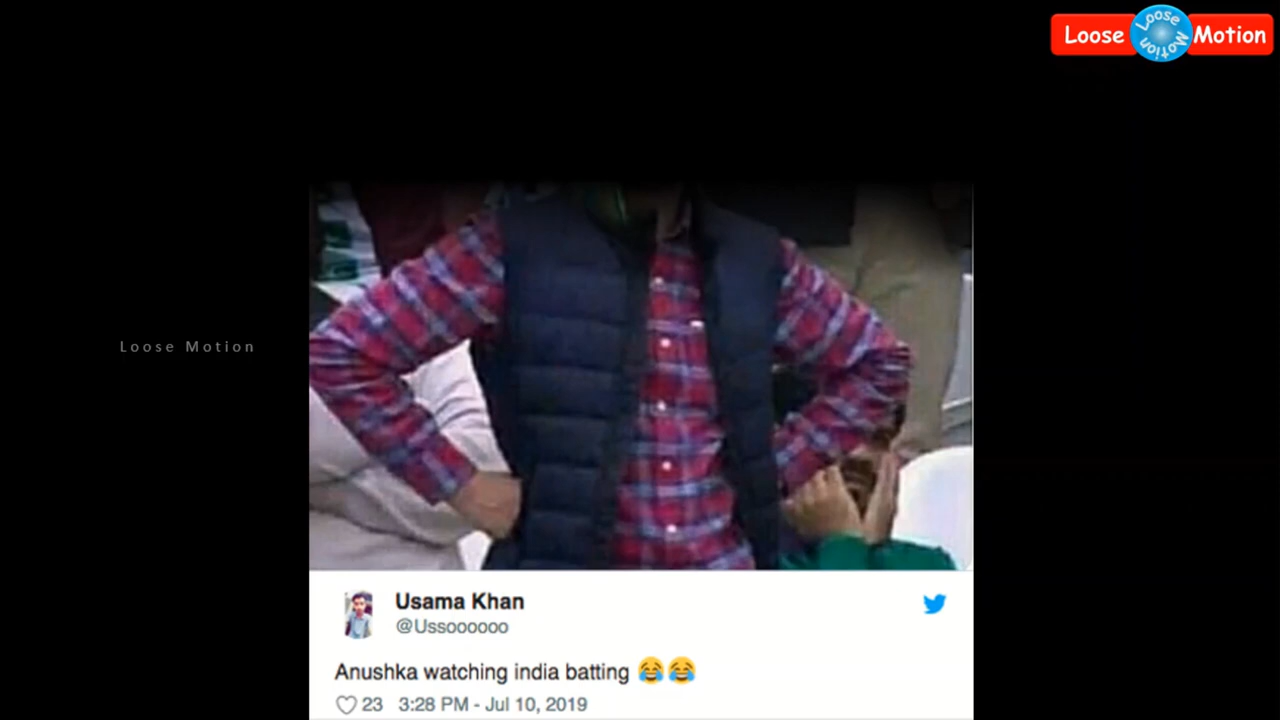 Loose Motion
Loose Motion
Loose Motion
Usama Khan
@Ussoooooo
Anushka watching india batting 😂😂
23 3:28 PM - Jul 10, 2019